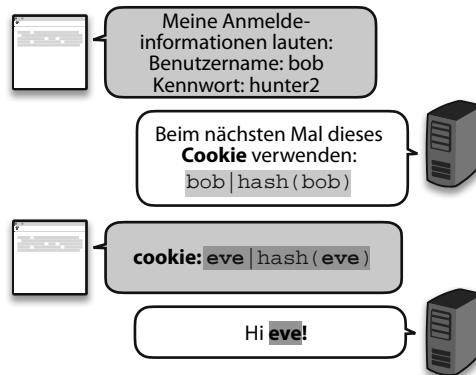 Meine Anmelde-
informationen lauten:
Benutzername: bob
Kennwort: hunter2
Beim nächsten Mal dieses
Cookie verwenden:
bob|hash(bob)
cookie: eve|hash(eve)
Hi eve!